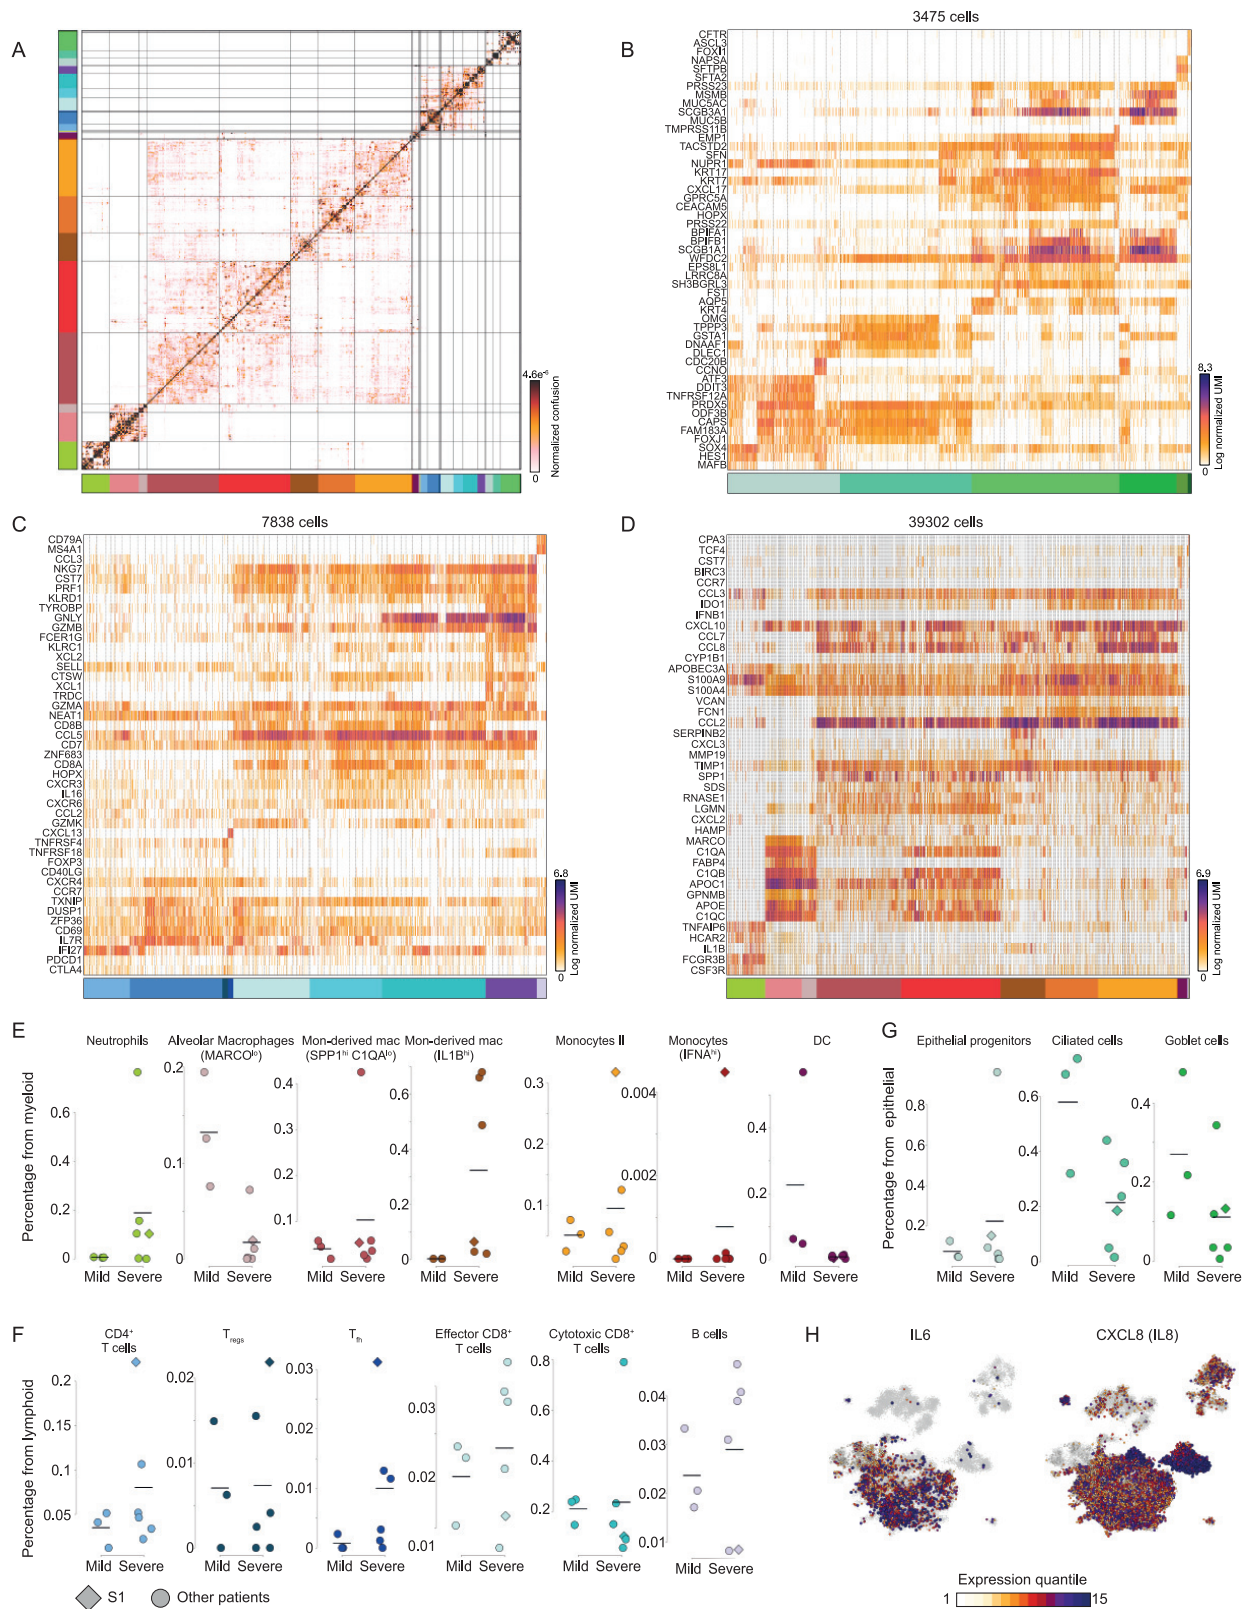 A
4.6e-6
Normalized confusion
0
B
3475 cells
CFTR
ASCL3
FOXI1
NAPSA
SFTPB
SFTA2
PRSS23
MSMB
MUC5AC
SCGB3A1
MUC5B
TMPRSS11B
EMP1
TACSTD2
SFN
NUPR1
KRT17
KRT7
CXCL17
GPRC5A
CEACAM5
HOPX
PRSS22
BPIFA1
BPIFB1
SCGB1A1
WFDC2
EPS8L1
LRRC8A
SH3BGRL3
FST
AQP5
KRT4
OMG
TPPP3
GSTA1
DNAAF1
DLEC1
CDC20B
CCNO
ATF3
DDIT3
TNFRSF12A
PRDX5
ODF3B
CAPS
FAM183A
FOXJ1
SOX4
HES1
MAFB
8.3
Log normalized UMI
0
C
7838 cells
CD79A
MS4A1
CCL3
NKG7
CST7
PRF1
KLRD1
TYROBP
GNLY
GZMB
FCER1G
KLRC1
XCL2
SELL
CTSW
XCL1
TRDC
GZMA
NEAT1
CD8B
CCL5
CD7
ZNF683
CD8A
HOPX
CXCR3
IL16
CXCR6
CCL2
GZMK
CXCL13
TNFRSF4
TNFRSF18
FOXP3
CD40LG
CXCR4
CCR7
TXNIP
DUSP1
ZFP36
CD69
IL7R
IFI27
PDCD1
CTLA4
6.8
Log normalized UMI
0
D
39302 cells
CPA3
TCF4
CST7
BIRC3
CCR7
CCL3
IDO1
IFNB1
CXCL10
CCL7
CCL8
CYP1B1
APOBEC3A
S100A9
S100A4
VCAN
FCN1
CCL2
SERPINB2
CXCL3
MMP19
TIMP1
SPP1
SDS
RNASE1
LGMN
CXCL2
HAMP
MARCO
C1QA
FABP4
C1QB
APOC1
GPNMB
APOE
C1QC
TNFAIP6
HCAR2
IL1B
FCGR3B
CSF3R
6.9
Log normalized UMI
0
E
Percentage from myeloid
Neutrophils
0.6
0.4
0.2
0
Mild Severe
Alveolar Macrophages
(MARCOlo)
0.2
0.1
0
Mild Severe
Mon-derived mac
(SPP1hi C1QAlo)
0.4
0.3
0.2
0.1
0
Mild Severe
Mon-derived mac
(IL1Bhi)
0.6
0.4
0.2
0
Mild Severe
Monocytes II
0.3
0.2
0.1
0
Mild Severe
Monocytes
(IFNAhi)
0.004
0.002
0
Mild Severe
DC
0.4
0.2
0
Mild Severe
G
Percentage from epithelial
Epithelial progenitors
0.8
0.6
0.4
0.2
Mild Severe
Ciliated cells
0.6
0.4
0.2
0
Mild Severe
Goblet cells
0.4
0.2
0
Mild Severe
F
Percentage from lymphoid
CD4+
T cells
0.2
0.15
0.1
0.05
Mild Severe
Tregs
0.02
0.01
0
Mild Severe
Tfh
0.03
0.02
0.01
0
Mild Severe
Effector CD8+
T cells
0.03
0.02
0.01
Mild Severe
Cytotoxic CD8+
T cells
0.8
0.6
0.4
0.2
Mild Severe
B cells
0.04
0.03
0.02
0.01
Mild Severe
S1
Other patients
H
IL6
CXCL8 (IL8)
Expression quantile
1
15